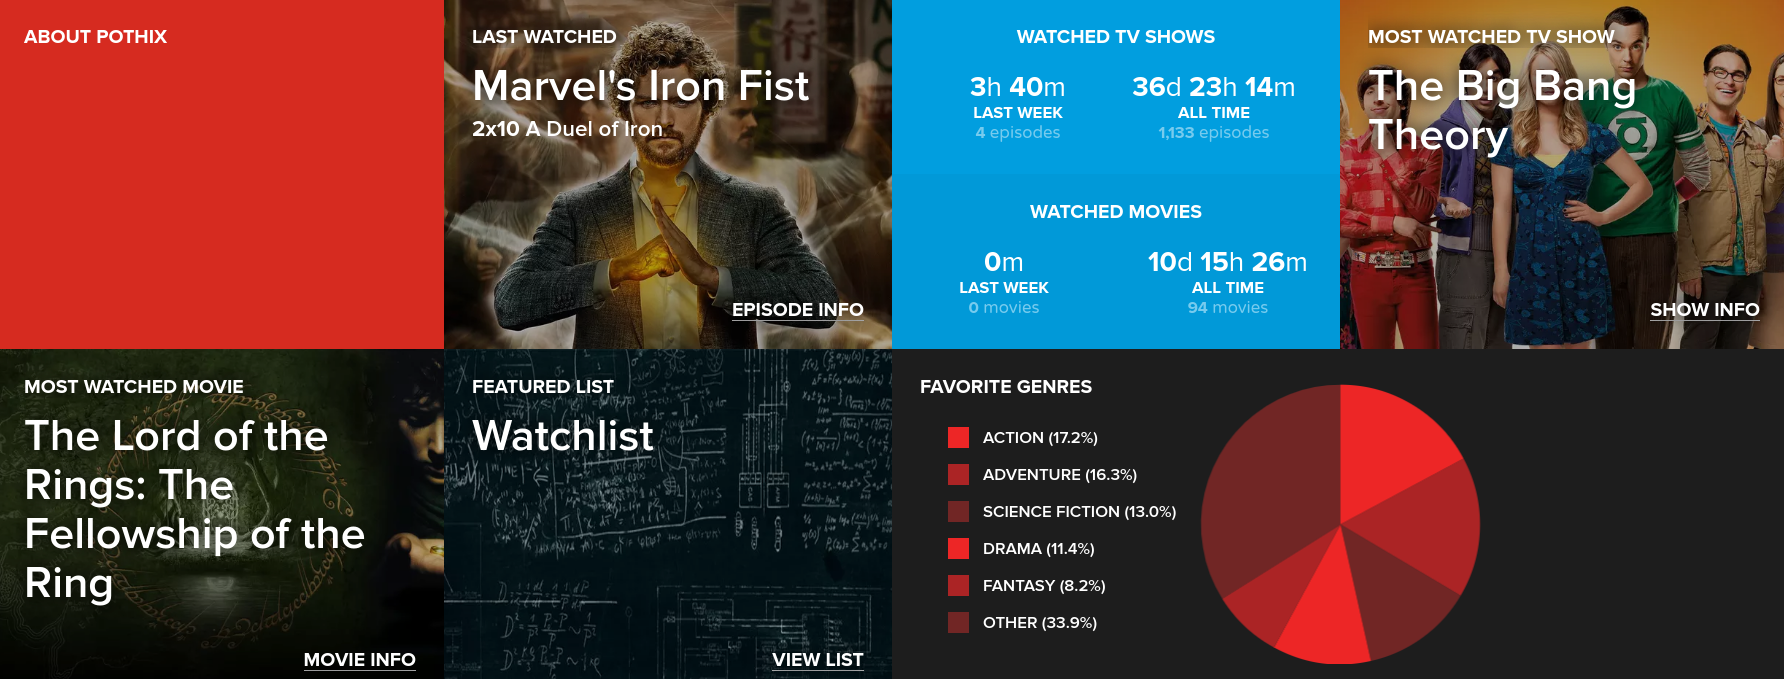 ABOUT POTHIX
LAST WATCHED
Marvel's Iron Fist
2x10 A Duel of Iron
EPISODE INFO
WATCHED TV SHOWS
3h 40m
LAST WEEK
4 episodes
36d 23h 14m
ALL TIME
1,133 episodes
WATCHED MOVIES
0m
LAST WEEK
0 movies
10d 15h 26m
ALL TIME
94 movies
MOST WATCHED TV SHOW
The Big Bang
Theory
SHOW INFO
MOST WATCHED MOVIE
The Lord of the
Rings: The
Fellowship of the
Ring
MOVIE INFO
FEATURED LIST
Watchlist
VIEW LIST
FAVORITE GENRES
ACTION (17.2%)
ADVENTURE (16.3%)
SCIENCE FICTION (13.0%)
DRAMA (11.4%)
FANTASY (8.2%)
OTHER (33.9%)